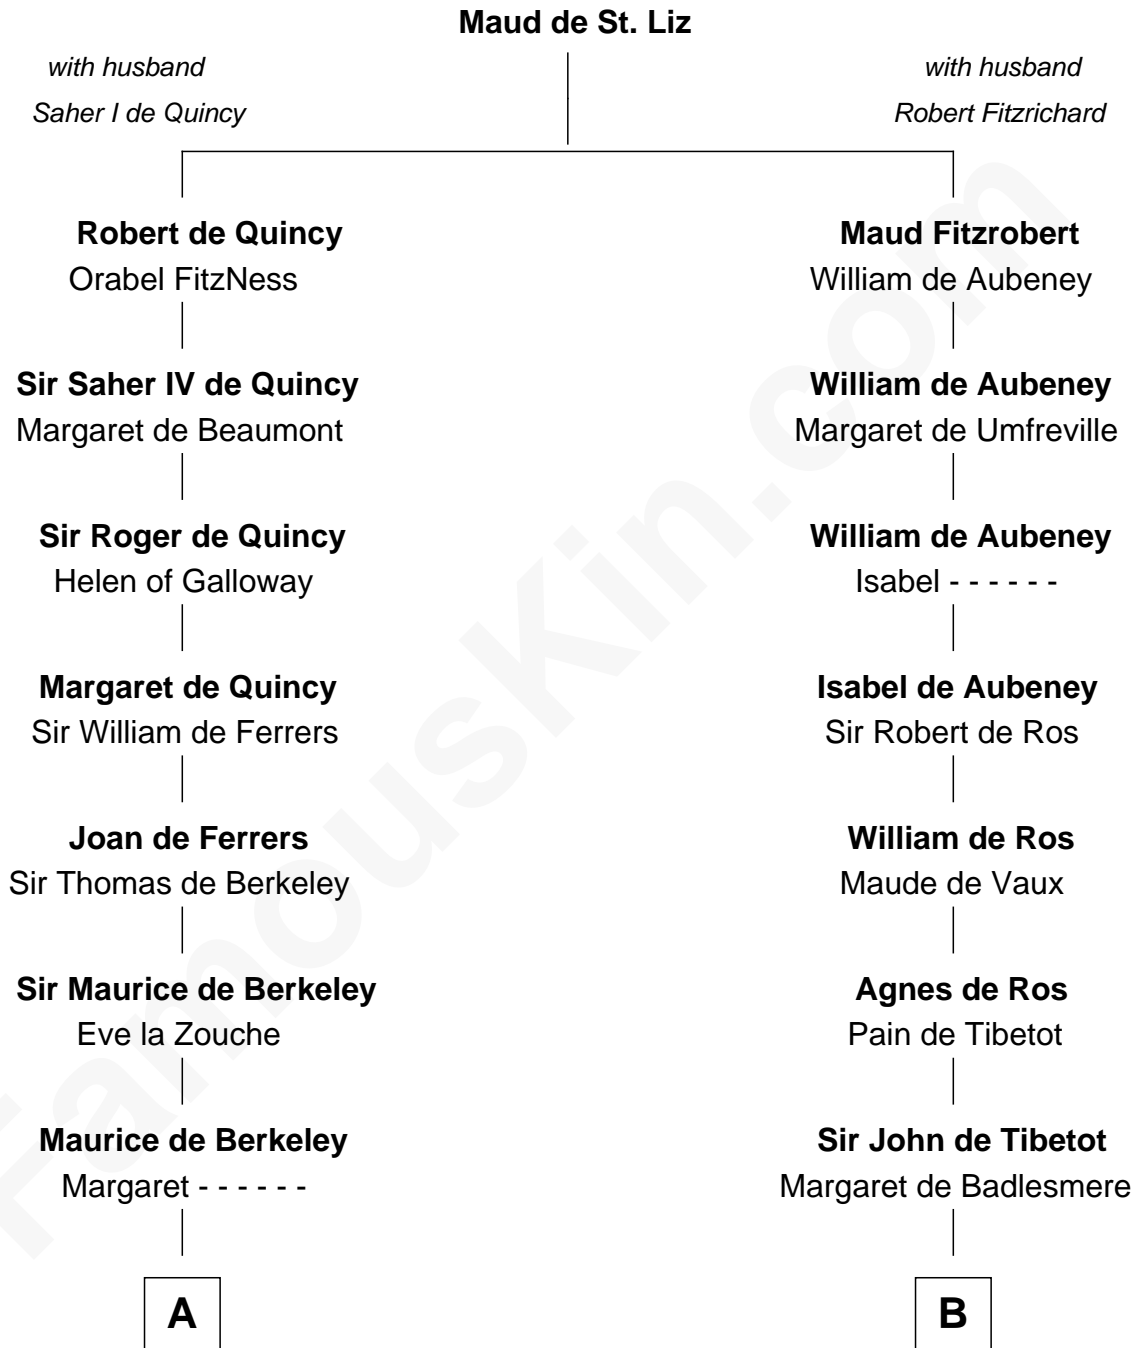 Maud de St. Liz
with husband
Saher I de Quincy
with husband
Robert Fitzrichard
Robert de Quincy
Orabel FitzNess
Maud Fitzrobert
William de Aubeney
Sir Saher IV de Quincy
Margaret de Beaumont
William de Aubeney
Margaret de Umfreville
Sir Roger de Quincy
Helen of Galloway
William de Aubeney
Isabel - - - - - -
Margaret de Quincy
Sir William de Ferrers
Isabel de Aubeney
Sir Robert de Ros
Joan de Ferrers
Sir Thomas de Berkeley
William de Ros
Maude de Vaux
Sir Maurice de Berkeley
Eve la Zouche
Agnes de Ros
Pain de Tibetot
Maurice de Berkeley
Margaret - - - - - -
Sir John de Tibetot
Margaret de Badlesmere
A
B
FamousKin.com